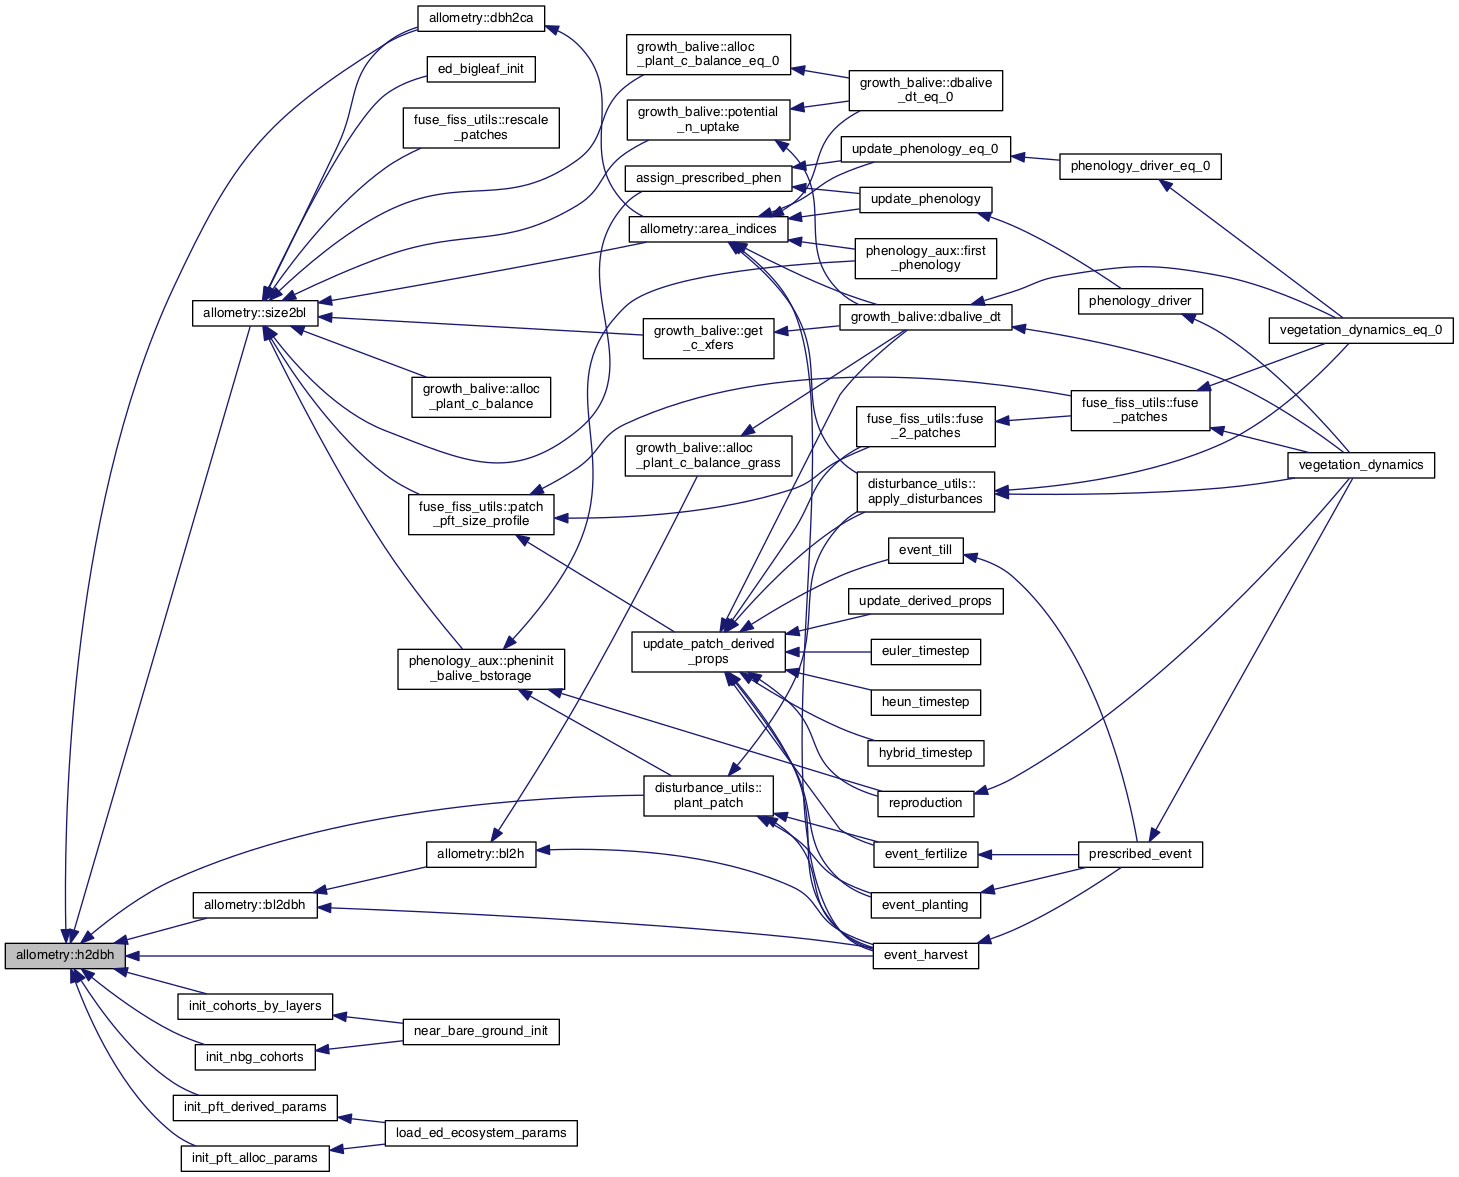 allometry::dbh2ca
ed_bigleaf_init
fuse_fiss_utils::rescale
_patches
growth_balive::alloc
_plant_c_balance_eq_0
growth_balive::potential
_n_uptake
assign_prescribed_phen
allometry::area_indices
growth_balive::dbalive
_dt_eq_0
update_phenology_eq_0
update_phenology
phenology_aux::first
_phenology
phenology_driver_eq_0
phenology_driver
vegetation_dynamics_eq_0
allometry::size2bl
growth_balive::get
_c_xfers
growth_balive::dbalive_dt
growth_balive::alloc
_plant_c_balance
growth_balive::alloc
_plant_c_balance_grass
fuse_fiss_utils::fuse
_2_patches
fuse_fiss_utils::fuse
_patches
vegetation_dynamics
fuse_fiss_utils::patch
_pft_size_profile
disturbance_utils::
apply_disturbances
event_till
update_derived_props
update_patch_derived
_props
euler_timestep
heun_timestep
hybrid_timestep
phenology_aux::pheninit
_balive_bstorage
disturbance_utils::
plant_patch
reproduction
allometry::bl2h
event_fertilize
prescribed_event
allometry::bl2dbh
event_planting
allometry::h2dbh
event_harvest
init_cohorts_by_layers
near_bare_ground_init
init_nbg_cohorts
init_pft_derived_params
load_ed_ecosystem_params
init_pft_alloc_params